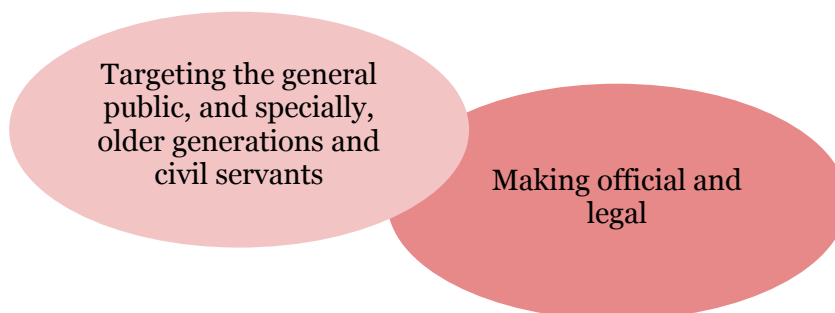 Targeting the general
public, and specially,
older generations and
civil servants
Making official and
legal